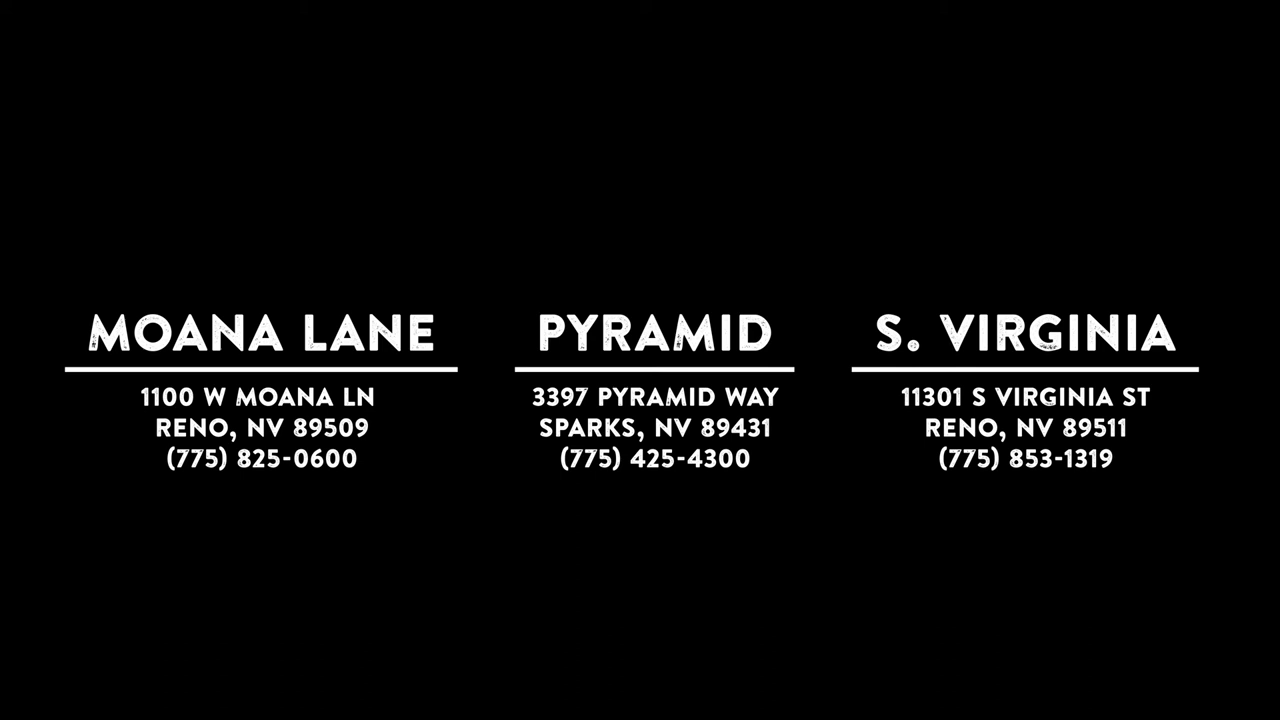 MOANA LANE
1100 W MOANA LN
RENO, NV 89509
(775) 825-0600
PYRAMID
3397 PYRAMID WAY
SPARKS, NV 89431
(775) 425-4300
S. VIRGINIA
11301 S VIRGINIA ST
RENO, NV 89511
(775) 853-1319